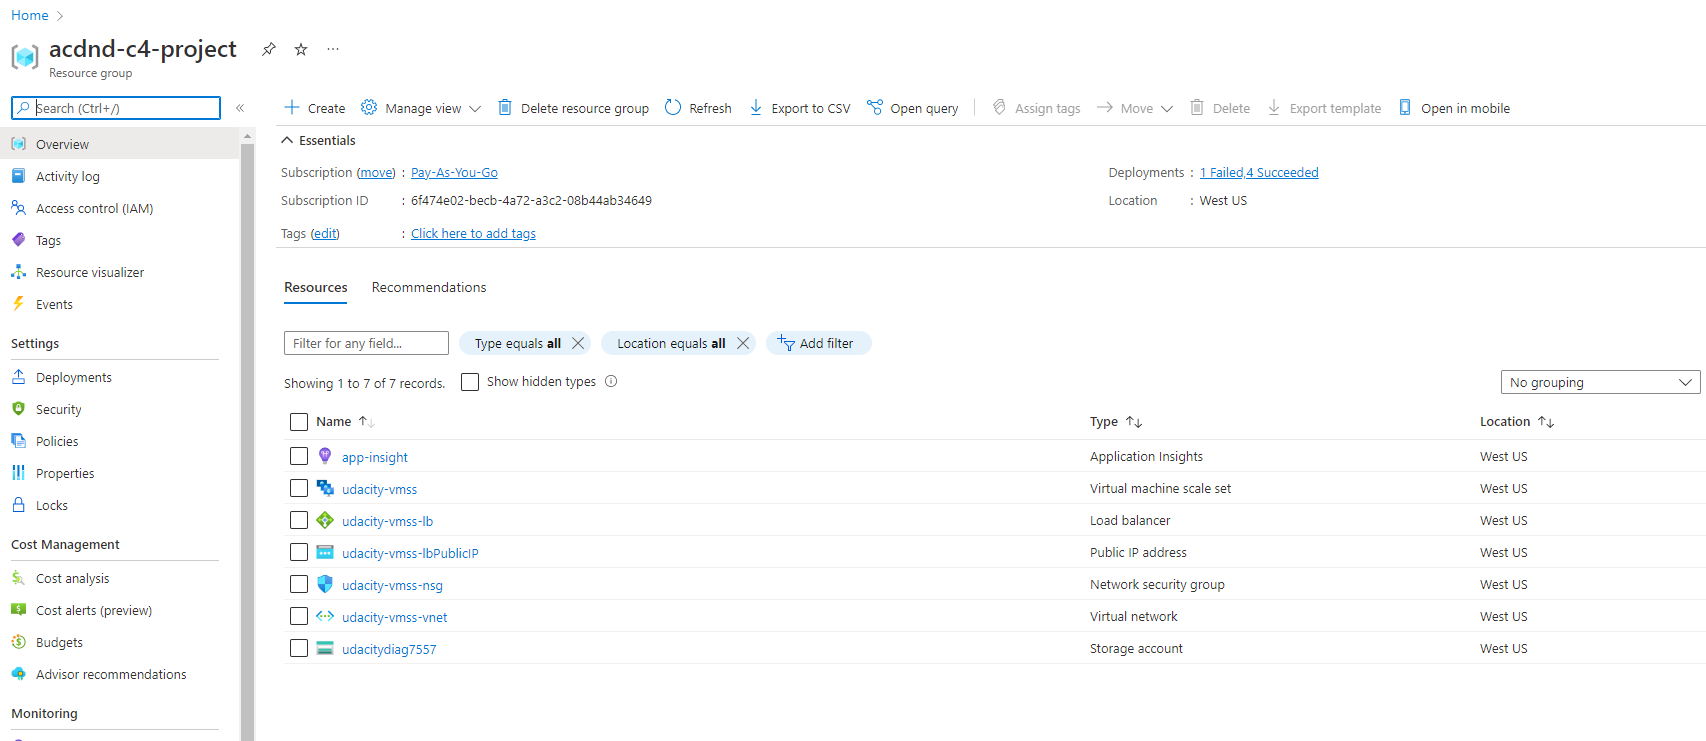 Home
acdnd-c4-project
Resource group
Search (Ctrl+/)
Overview
Activity log
Access control (IAM)
Tags
Resource visualizer
Events
Settings
Deployments
Security
Policies
Properties
Locks
Cost Management
Cost analysis
Cost alerts (preview)
Budgets
Advisor recommendations
Monitoring
Create Manage view Delete resource group Refresh Export to CSV Open query Assign tags Move Delete Export template Open in mobile
Essentials
Subscription (move) : Pay-As-You-Go
Subscription ID : 6f474e02-becb-4a72-a3c2-08b44ab34649
Tags (edit) : Click here to add tags
Deployments : 1 Failed,4 Succeeded
Location : West US
Resources Recommendations
Filter for any field... Type equals all Location equals all Add filter
Showing 1 to 7 of 7 records. Show hidden types No grouping
Name Type Location
app-insight Application Insights West US
udacity-vmss Virtual machine scale set West US
udacity-vmss-lb Load balancer West US
udacity-vmss-lbPublicIP Public IP address West US
udacity-vmss-nsg Network security group West US
udacity-vmss-vnet Virtual network West US
udacitydiag7557 Storage account West US